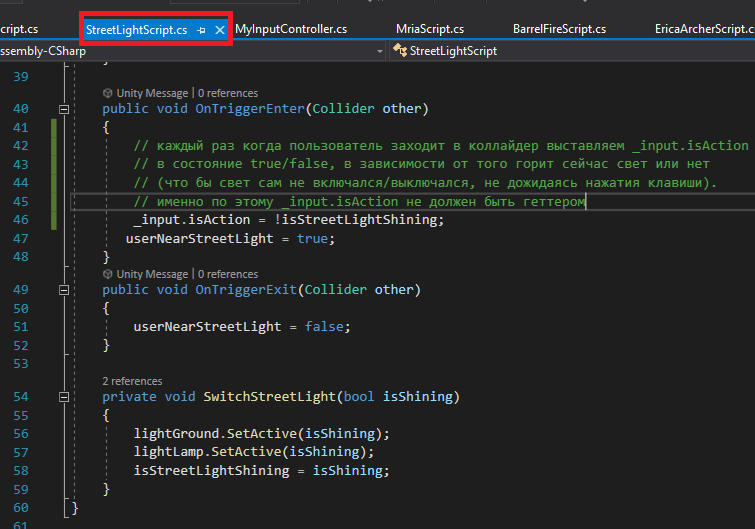 cript.cs StreetLightScript.cs MyInputController.cs MriaScript.cs BarrelFireScript.cs EricaArcherScript.cs
ssembly-CSharp StreetLightScript
39 }
Unity Message | 0 references
40 public void OnTriggerEnter(Collider other)
41 {
42 // каждый раз когда пользователь заходит в коллайдер выставляем _input.isAction
43 // в состояние true/false, в зависимости от того горит сейчас свет или нет
44 // (что бы свет сам не включался/выключался, не дожидаясь нажатия клавиши).
45 // именно по этому _input.isAction не должен быть геттером
46 _input.isAction = !isStreetLightShining;
47 userNearStreetLight = true;
48 }
Unity Message | 0 references
49 public void OnTriggerExit(Collider other)
50 {
51 userNearStreetLight = false;
52 }
53
2 references
54 private void SwitchStreetLight(bool isShining)
55 {
56 lightGround.SetActive(isShining);
57 lightLamp.SetActive(isShining);
58 isStreetLightShining = isShining;
59 }
60 }
61